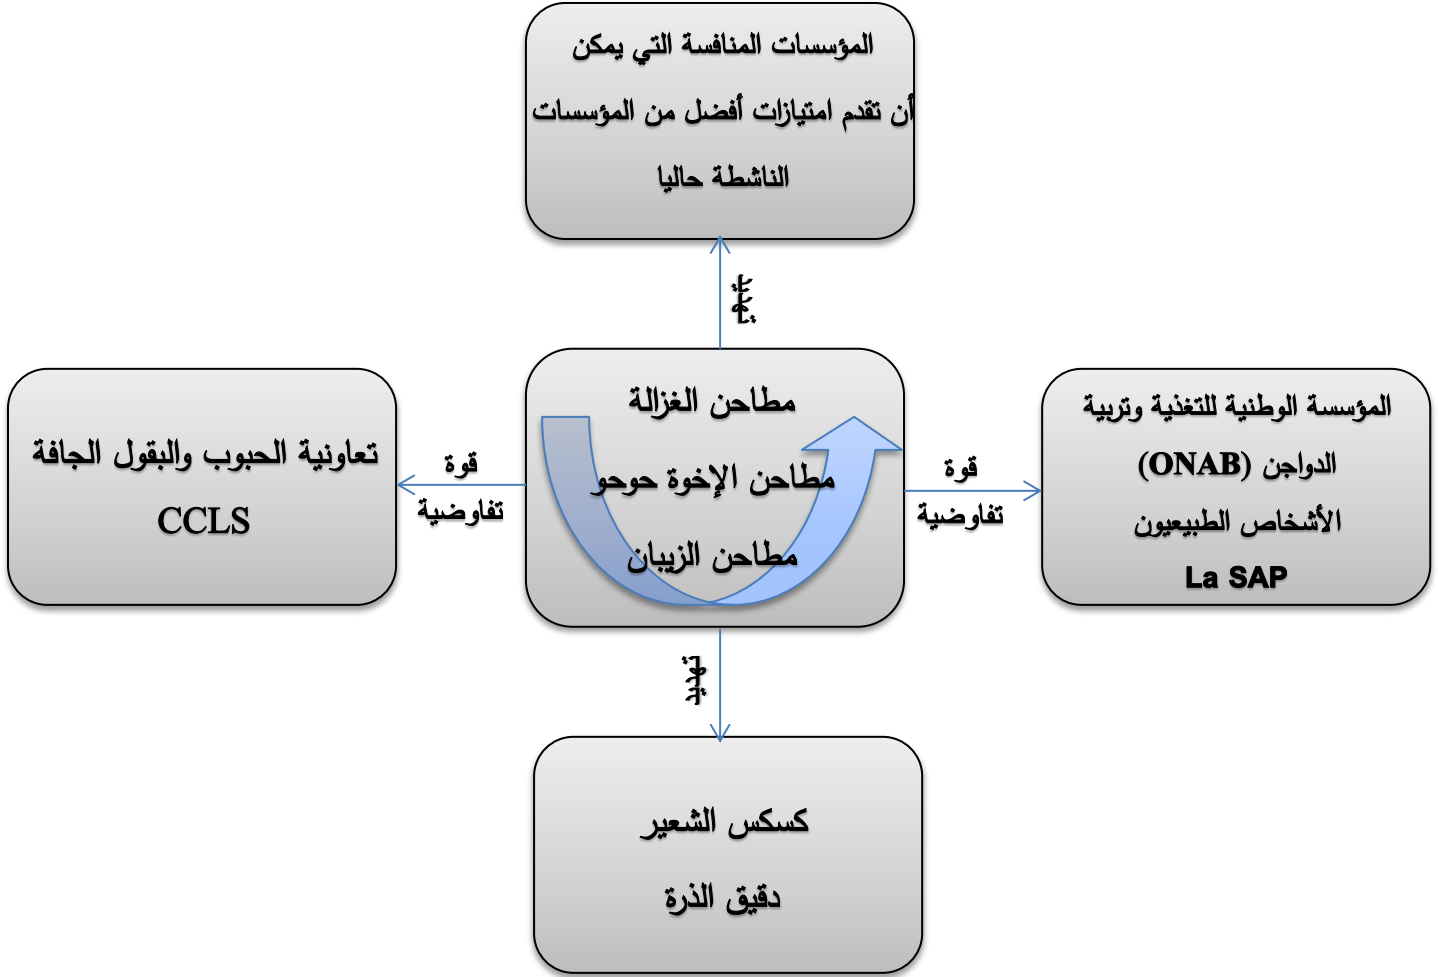 المؤسسات المنافسة التي يمكن
أن تقدم امتيازات أفضل من المؤسسات
الناشطة حاليا
تهديد
المؤسسة الوطنية للتغذية وتربية
الدواجن (ONAB)
الأشخاص الطبيعيون
La SAP
قوة
تفاوضية
مطاحن الغزالة
مطاحن الإخوة حوحو
مطاحن الزيبان
قوة
تفاوضية
تعاونية الحبوب والبقول الجافة
CCLS
تهديد
كسكس الشعير
دقيق الذرة